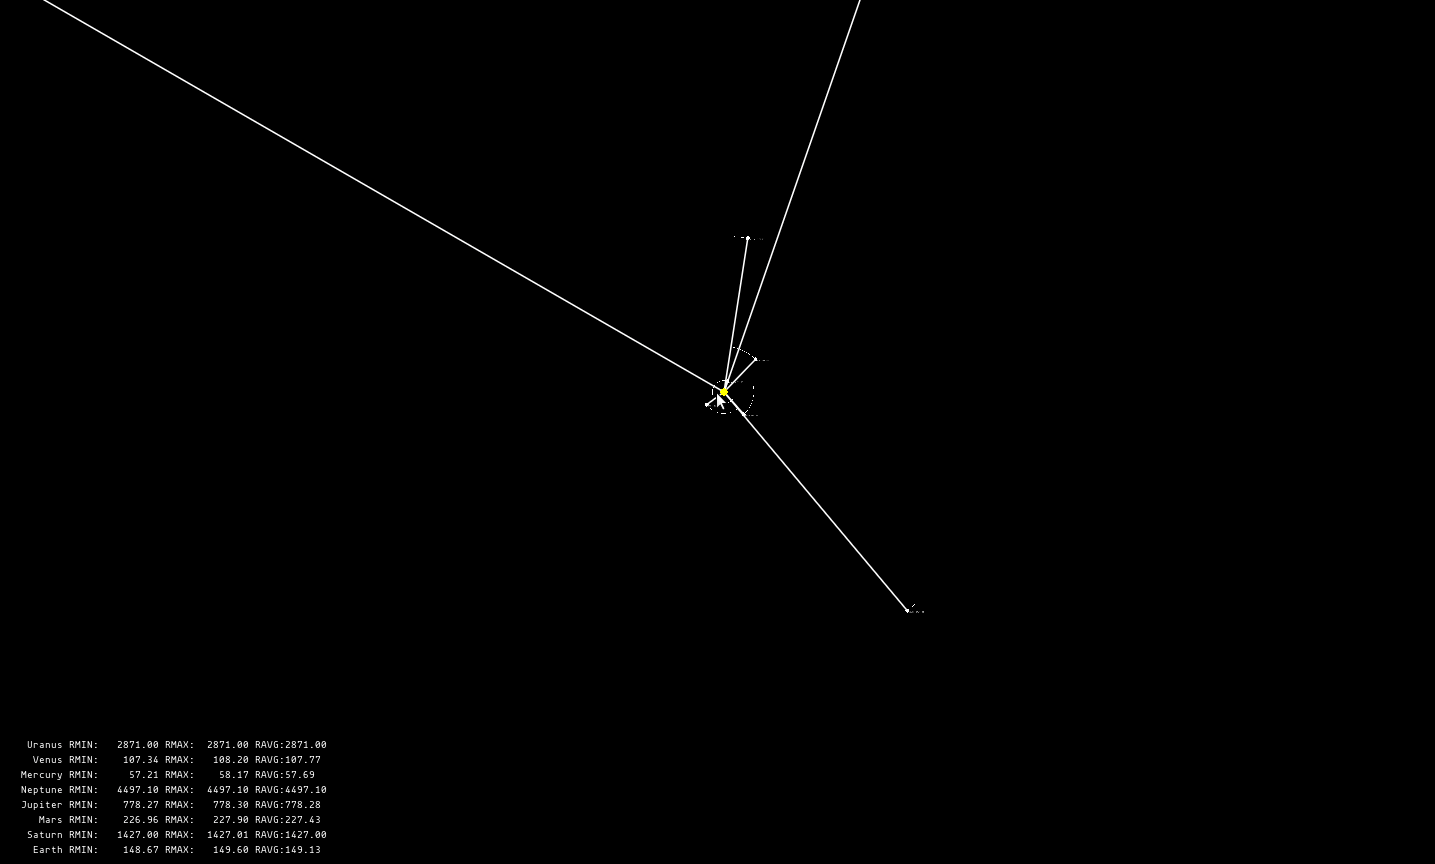 Uranus RMIN: 2871.00 RMAX: 2871.00 RAVG:2871.00
Venus RMIN: 107.34 RMAX: 108.20 RAVG:107.77
Mercury RMIN: 57.21 RMAX: 58.17 RAVG:57.69
Neptune RMIN: 4497.10 RMAX: 4497.10 RAVG:4497.10
Jupiter RMIN: 778.27 RMAX: 778.30 RAVG:778.28
Mars RMIN: 226.96 RMAX: 227.90 RAVG:227.43
Saturn RMIN: 1427.00 RMAX: 1427.01 RAVG:1427.00
Earth RMIN: 148.67 RMAX: 149.60 RAVG:149.13